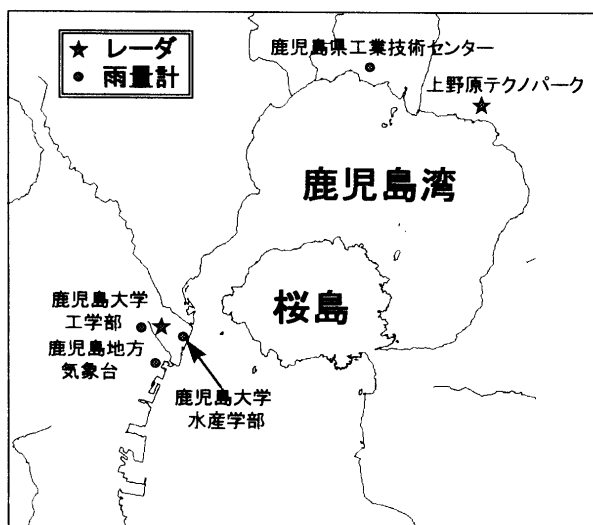 レーダ
雨量計
鹿児島県工業技術センター
上野原テクノパーク
鹿児島湾
桜島
鹿児島大学
工学部
鹿児島地方
気象台
鹿児島大学
水産学部